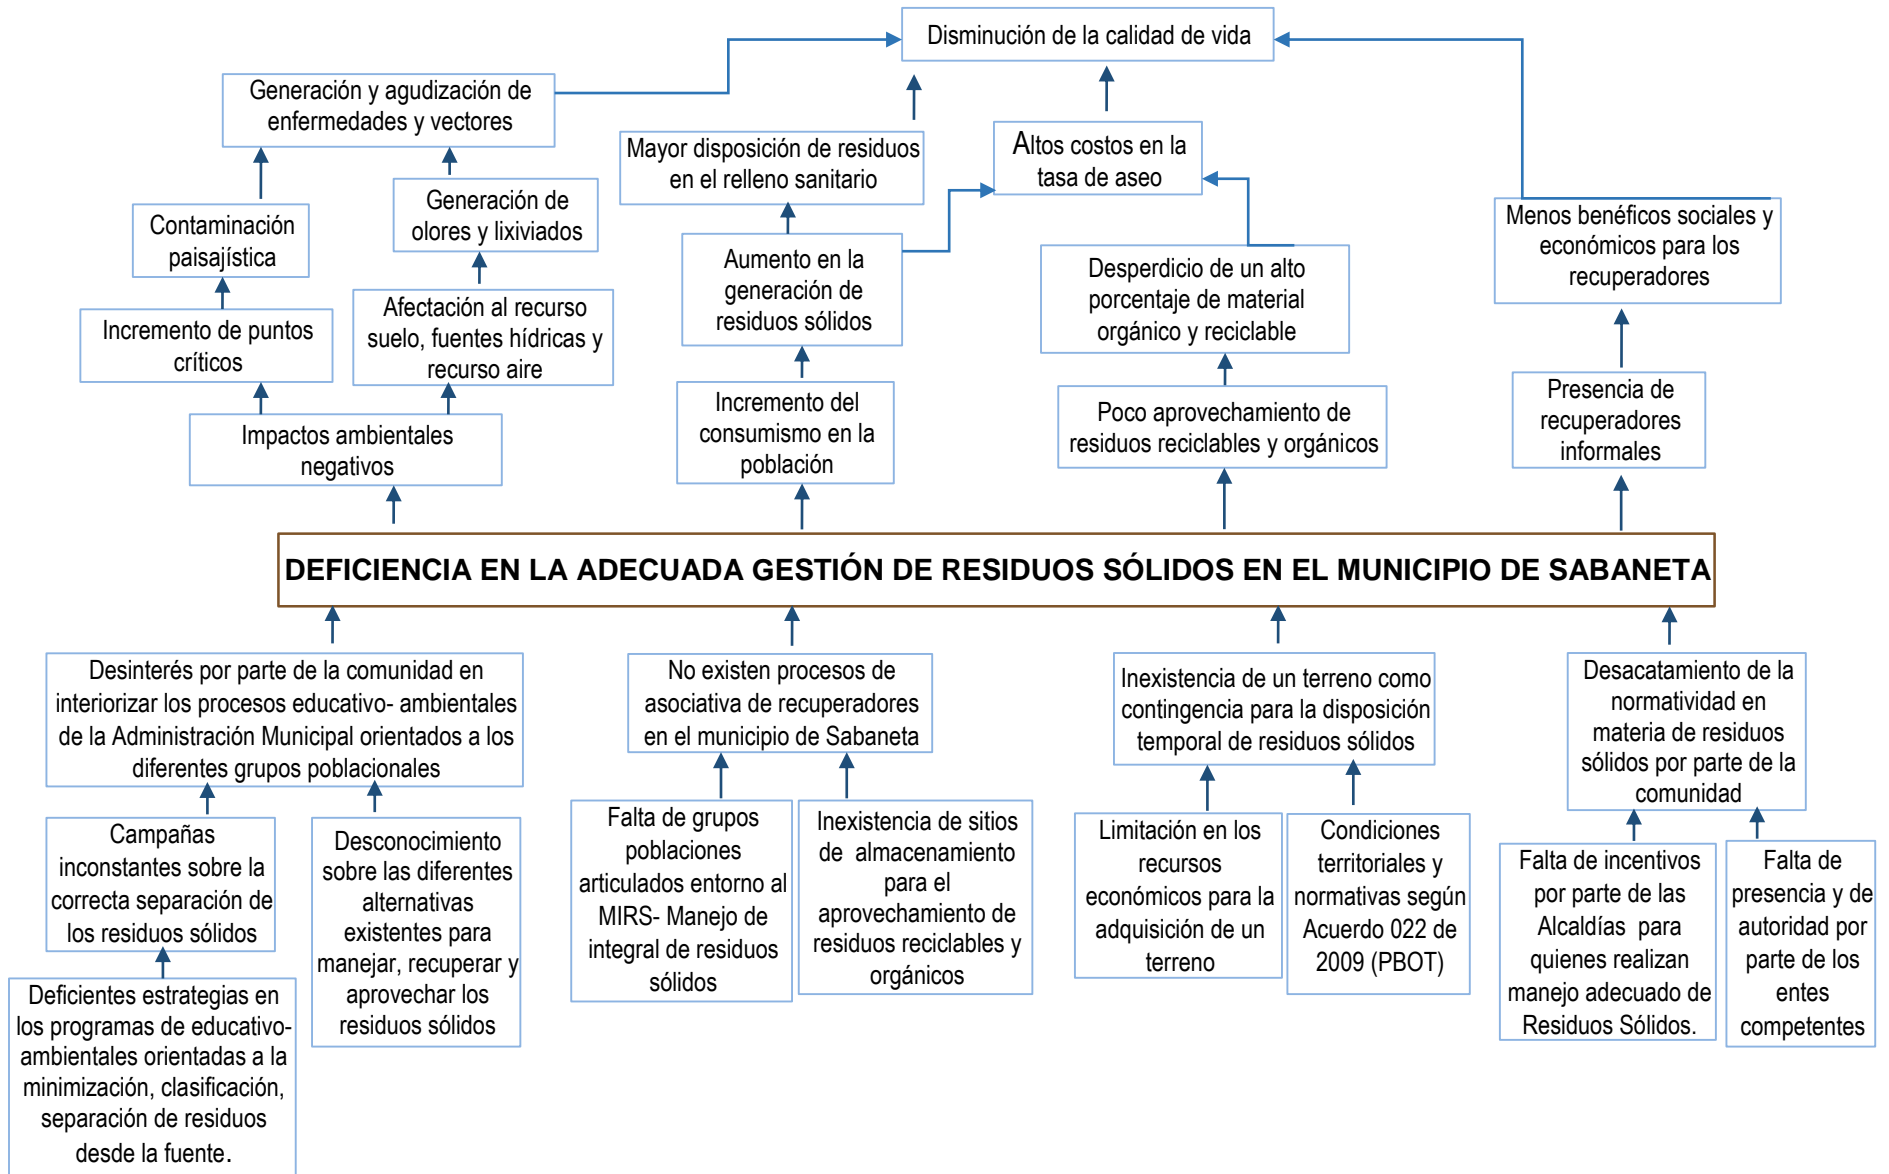 Disminución de la calidad de vida
Generación y agudización de
enfermedades y vectores
Mayor disposición de residuos
en el relleno sanitario
Altos costos en la
tasa de aseo
Contaminación
paisajística
Generación de
olores y lixiviados
Aumento en la
generación de
residuos sólidos
Desperdicio de un alto
porcentaje de material
orgánico y reciclable
Menos benéficos sociales y
económicos para los
recuperadores
Incremento de puntos
críticos
Afectación al recurso
suelo, fuentes hídricas y
recurso aire
Impactos ambientales
negativos
Incremento del
consumismo en la
población
Poco aprovechamiento de
residuos reciclables y orgánicos
Presencia de
recuperadores
informales
DEFICIENCIA EN LA ADECUADA GESTIÓN DE RESIDUOS SÓLIDOS EN EL MUNICIPIO DE SABANETA
Desinterés por parte de la comunidad en
interiorizar los procesos educativo- ambientales
de la Administración Municipal orientados a los
diferentes grupos poblacionales
No existen procesos de
asociativa de recuperadores
en el municipio de Sabaneta
Inexistencia de un terreno como
contingencia para la disposición
temporal de residuos sólidos
Desacatamiento de la
normatividad en
materia de residuos
sólidos por parte de la
comunidad
Campañas
inconstantes sobre la
correcta separación de
los residuos sólidos
Desconocimiento
sobre las diferentes
alternativas
existentes para
manejar, recuperar y
aprovechar los
residuos sólidos
Falta de grupos
poblaciones
articulados entorno al
MIRS- Manejo de
integral de residuos
sólidos
Inexistencia de sitios
de almacenamiento
para el
aprovechamiento de
residuos reciclables y
orgánicos
Limitación en los
recursos
económicos para la
adquisición de un
terreno
Condiciones
territoriales y
normativas según
Acuerdo 022 de
2009 (PBOT)
Falta de incentivos
por parte de las
Alcaldías para
quienes realizan
manejo adecuado de
Residuos Sólidos.
Falta de
presencia y de
autoridad por
parte de los
entes
competentes
Deficientes estrategias en
los programas de educativo-
ambientales orientadas a la
minimización, clasificación,
separación de residuos
desde la fuente.